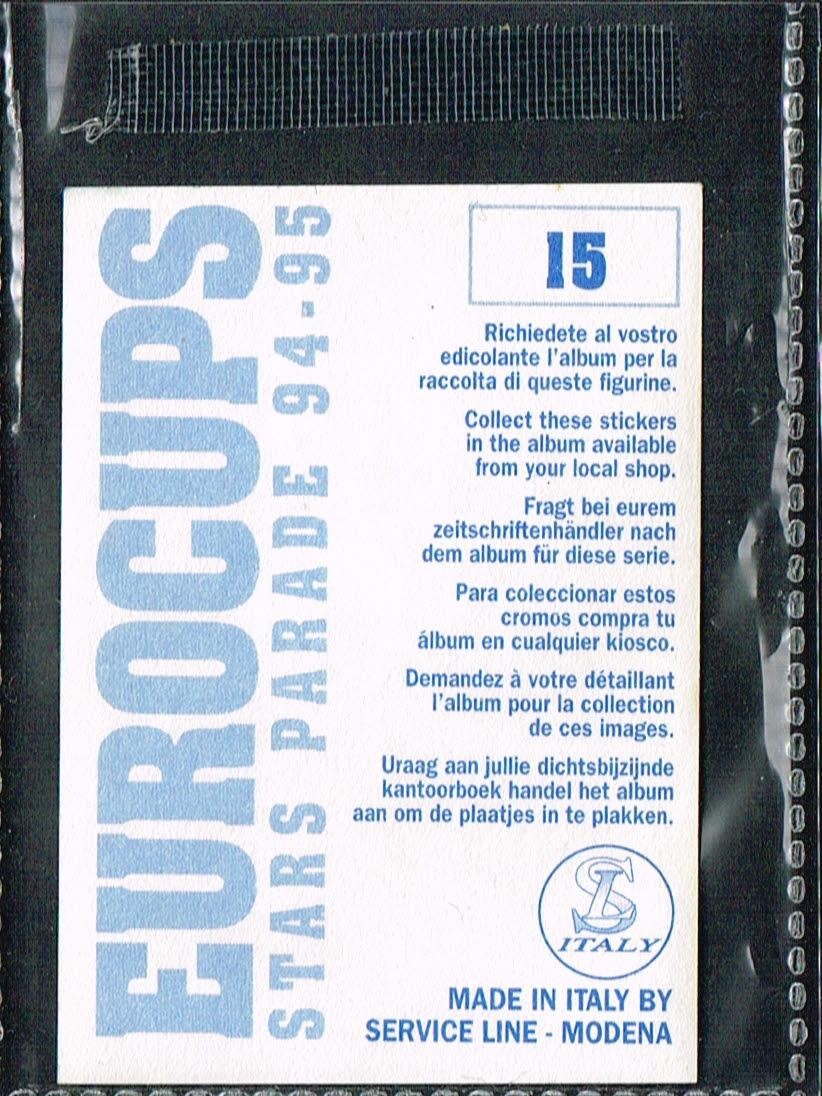 EUROCUPS
STARS PARADE 94-95
15
Richiedete al vostro
edicolante l'album per la
raccolta di queste figurine.
Collect these stickers
in the album available
from your local shop.
Fragt bei eurem
zeitschriftenhändler nach
dem album für diese serie.
Para coleccionar estos
cromos compra tu
álbum en cualquier kiosco.
Demandez à votre détaillant
l'album pour la collection
de ces images.
Uraag aan jullie dichtsbijzijnde
kantoorboek handel het album
aan om de plaatjes in te plakken.
SL
ITALY
MADE IN ITALY BY
SERVICE LINE - MODENA